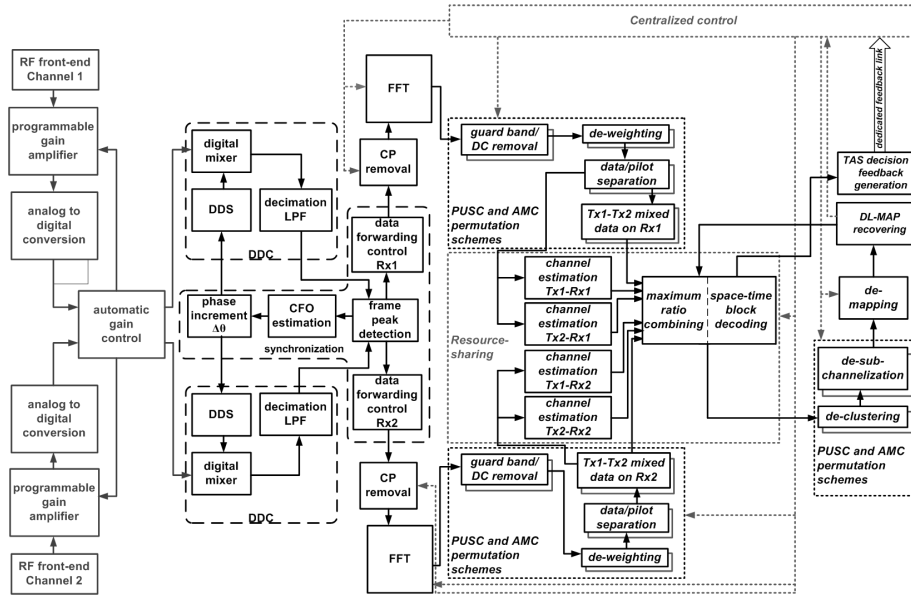 Centralized control
RF front-end
Channel 1
programmable
gain
amplifier
analog to
digital
conversion
automatic
gain
control
analog to
digital
conversion
programmable
gain
amplifier
RF front-end
Channel 2
digital
mixer
DDS
decimation
LPF
DDC
phase
increment
Δθ
CFO
estimation
synchronization
frame
peak
detection
data
forwarding
control
Rx1
data
forwarding
control
Rx2
DDS
decimation
LPF
digital
mixer
DDC
FFT
CP
removal
CP
removal
FFT
guard band/
DC removal
de-weighting
data/pilot
separation
Tx1-Tx2 mixed
data on Rx1
PUSC and AMC
permutation
schemes
channel
estimation
Tx1-Rx1
channel
estimation
Tx2-Rx1
channel
estimation
Tx1-Rx2
channel
estimation
Tx2-Rx2
Resource-
sharing
maximum
ratio
combining
space-time
block
decoding
guard band/
DC removal
Tx1-Tx2 mixed
data on Rx2
data/pilot
separation
de-weighting
PUSC and AMC
permutation
schemes
dedicated feedback link
TAS decision
feedback
generation
DL-MAP
recovering
de-
mapping
de-sub-
channelization
de-clustering
PUSC and AMC
permutation
schemes